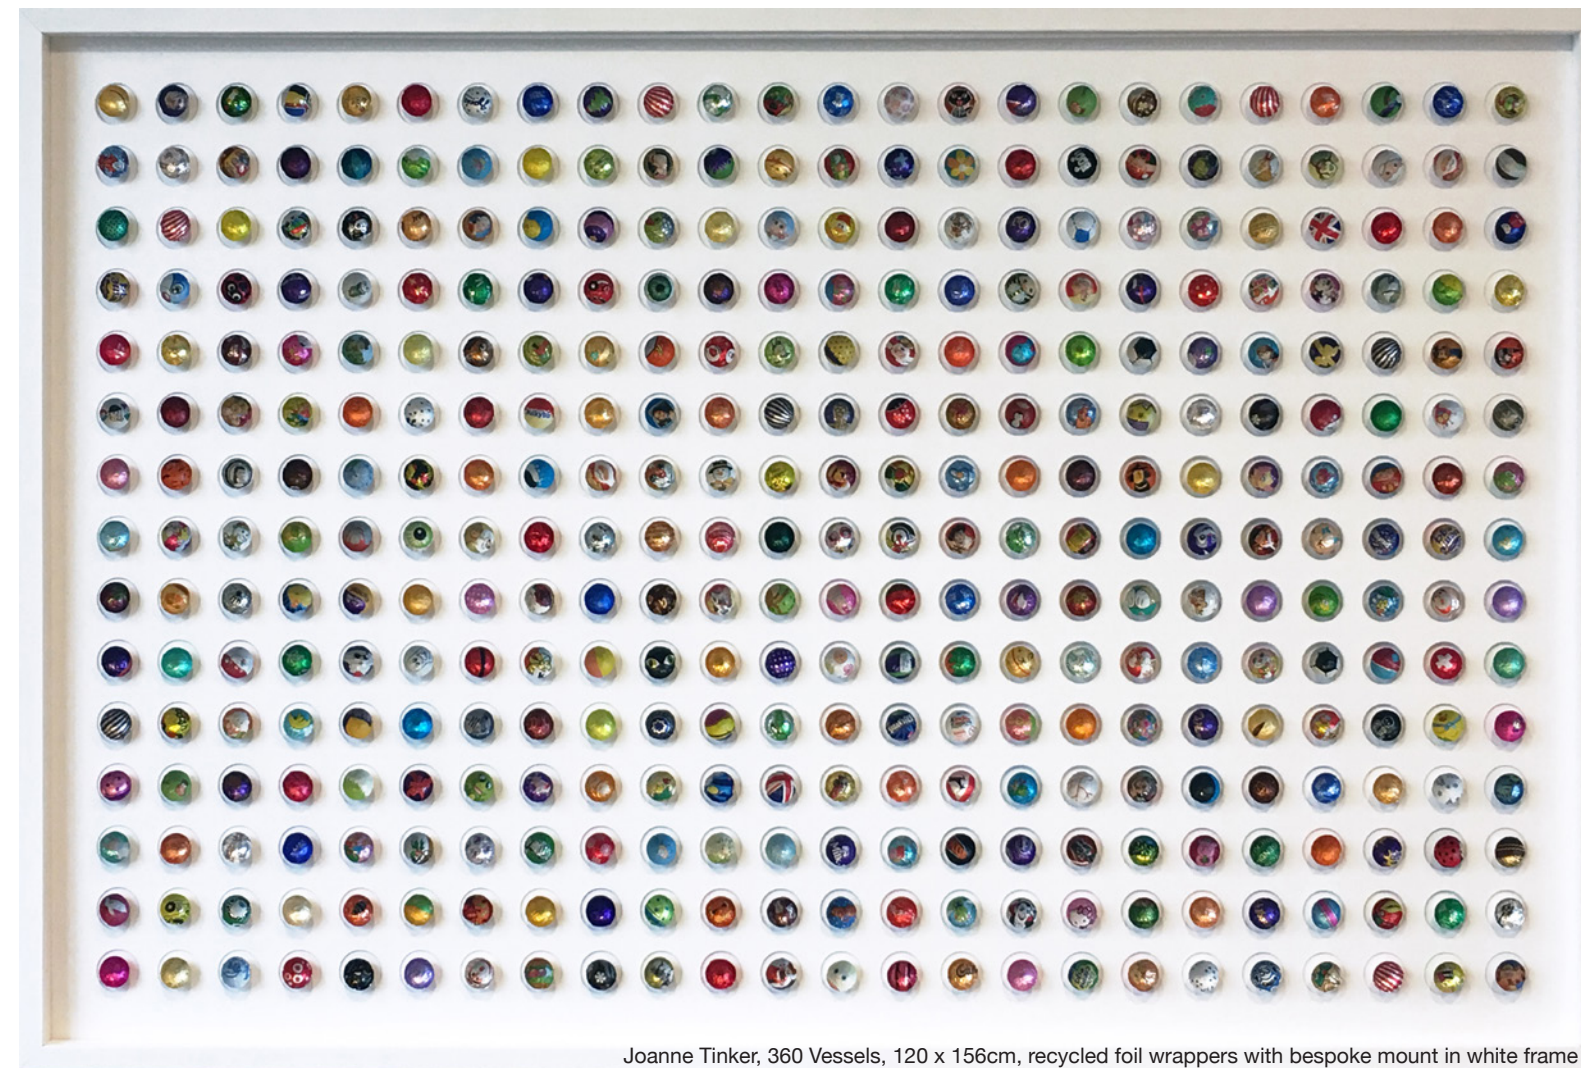 Joanne Tinker, 360 Vessels, 120 x 156cm, recycled foil wrappers with bespoke mount in white frame